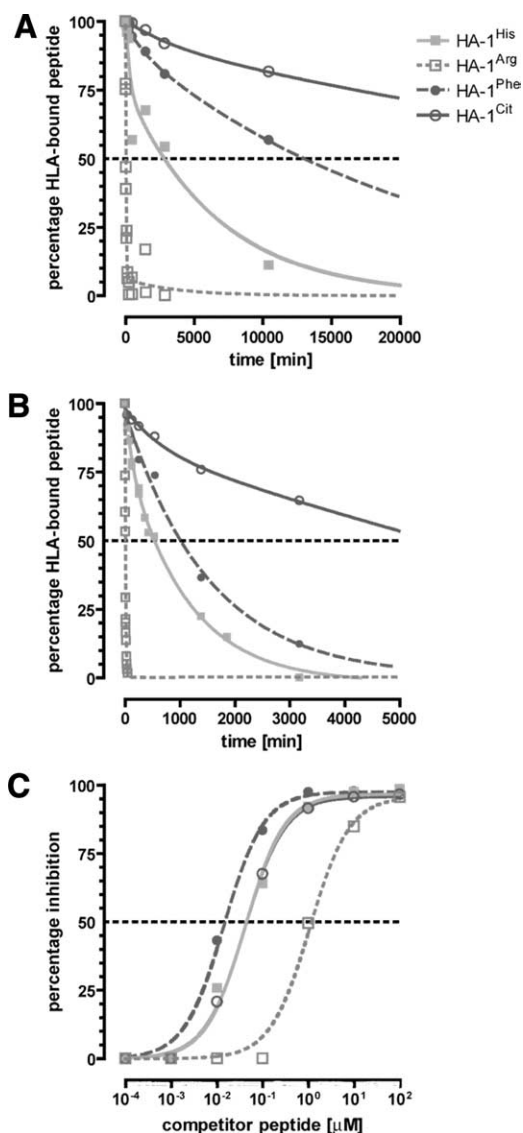 A
percentage HLA-bound peptide
100
75
50
25
0
0 5000 10000 15000 20000
time [min]
HA-1His
HA-1Arg
HA-1Phe
HA-1Cit
B
percentage HLA-bound peptide
100
75
50
25
0
0 1000 2000 3000 4000 5000
time [min]
C
percentage inhibition
100
75
50
25
0
10-4 10-3 10-2 10-1 100 101 102
competitor peptide [μM]